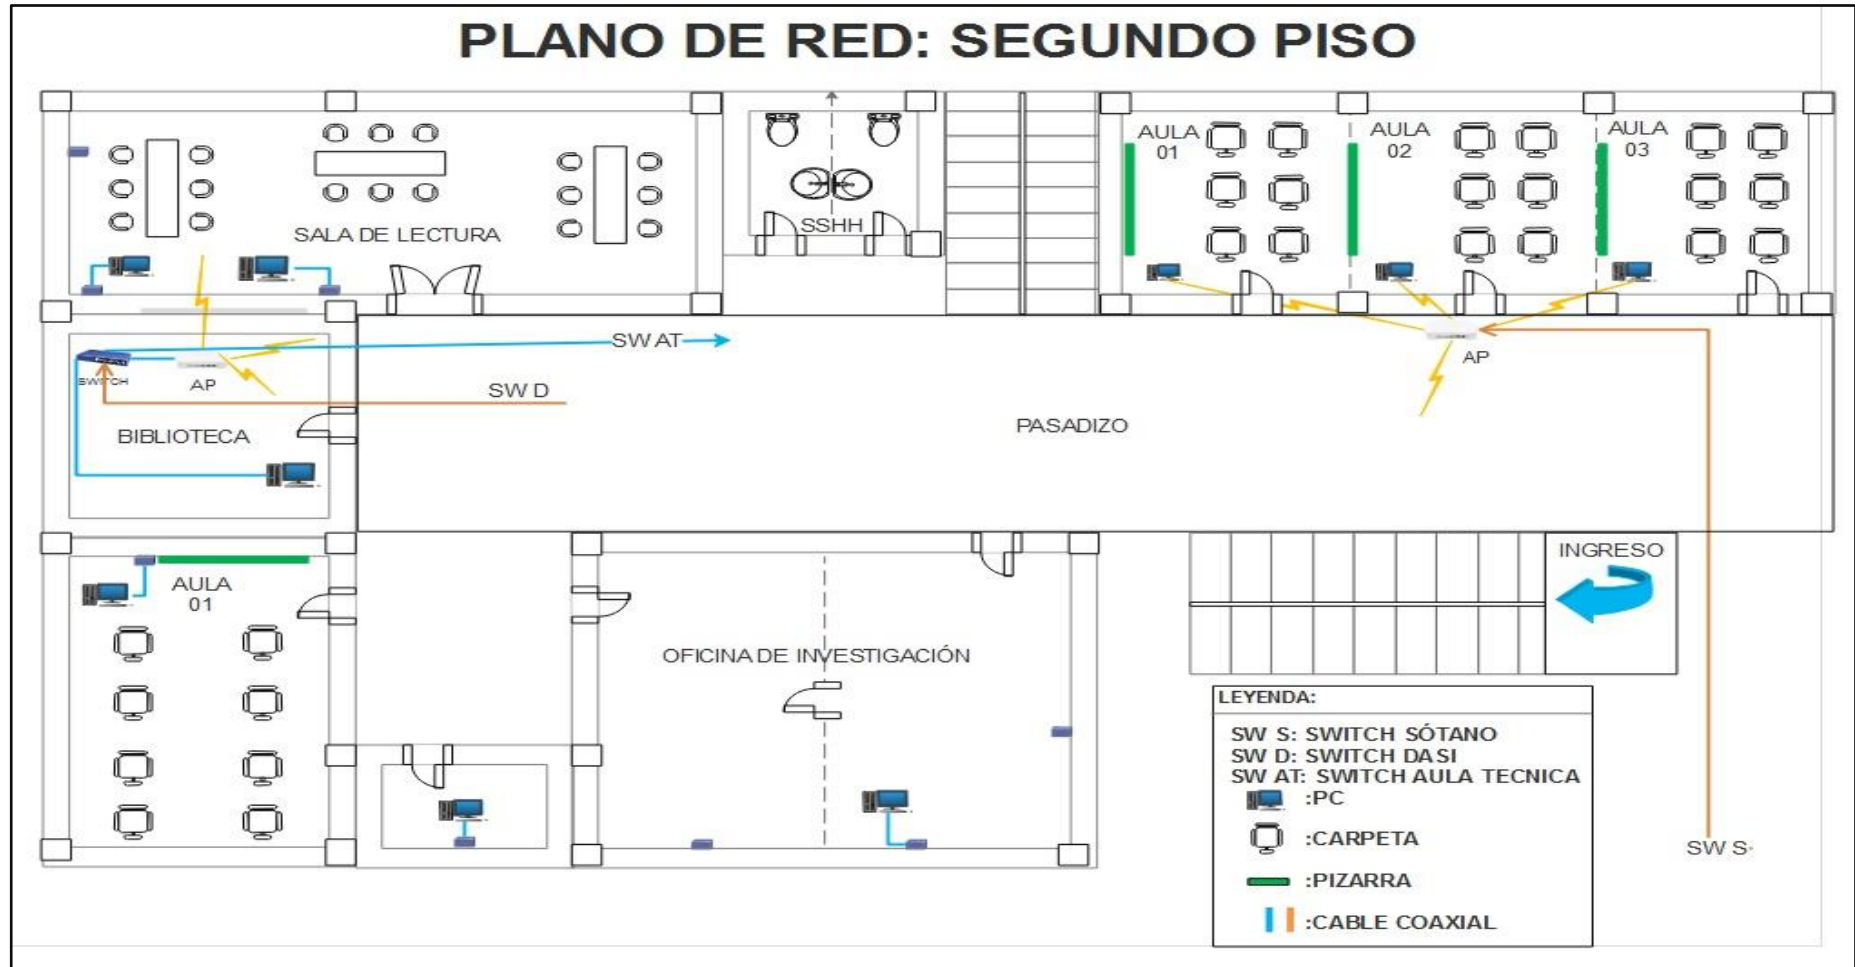 PLANO DE RED: SEGUNDO PISO
AULA
01
AULA
02
AULA
03
SALA DE LECTURA
SSHH
SW AT
SWITCH
AP
SW D
BIBLIOTECA
AP
PASADIZO
AULA
01
INGRESO
OFICINA DE INVESTIGACIÓN
LEYENDA:
SW S: SWITCH SÓTANO
SW D: SWITCH DASI
SW AT: SWITCH AULA TECNICA
:PC
:CARPETA
:PIZARRA
:CABLE COAXIAL
SW S